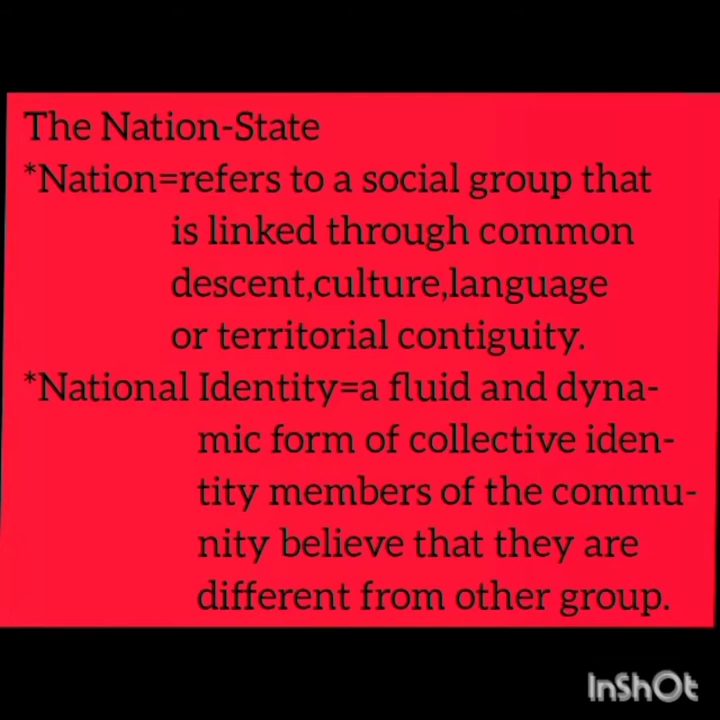 The Nation-State
*Nation=refers to a social group that
is linked through common
descent,culture,language
or territorial contiguity.
*National Identity=a fluid and dyna-
mic form of collective iden-
tity members of the commu-
nity believe that they are
different from other group.
InShOt